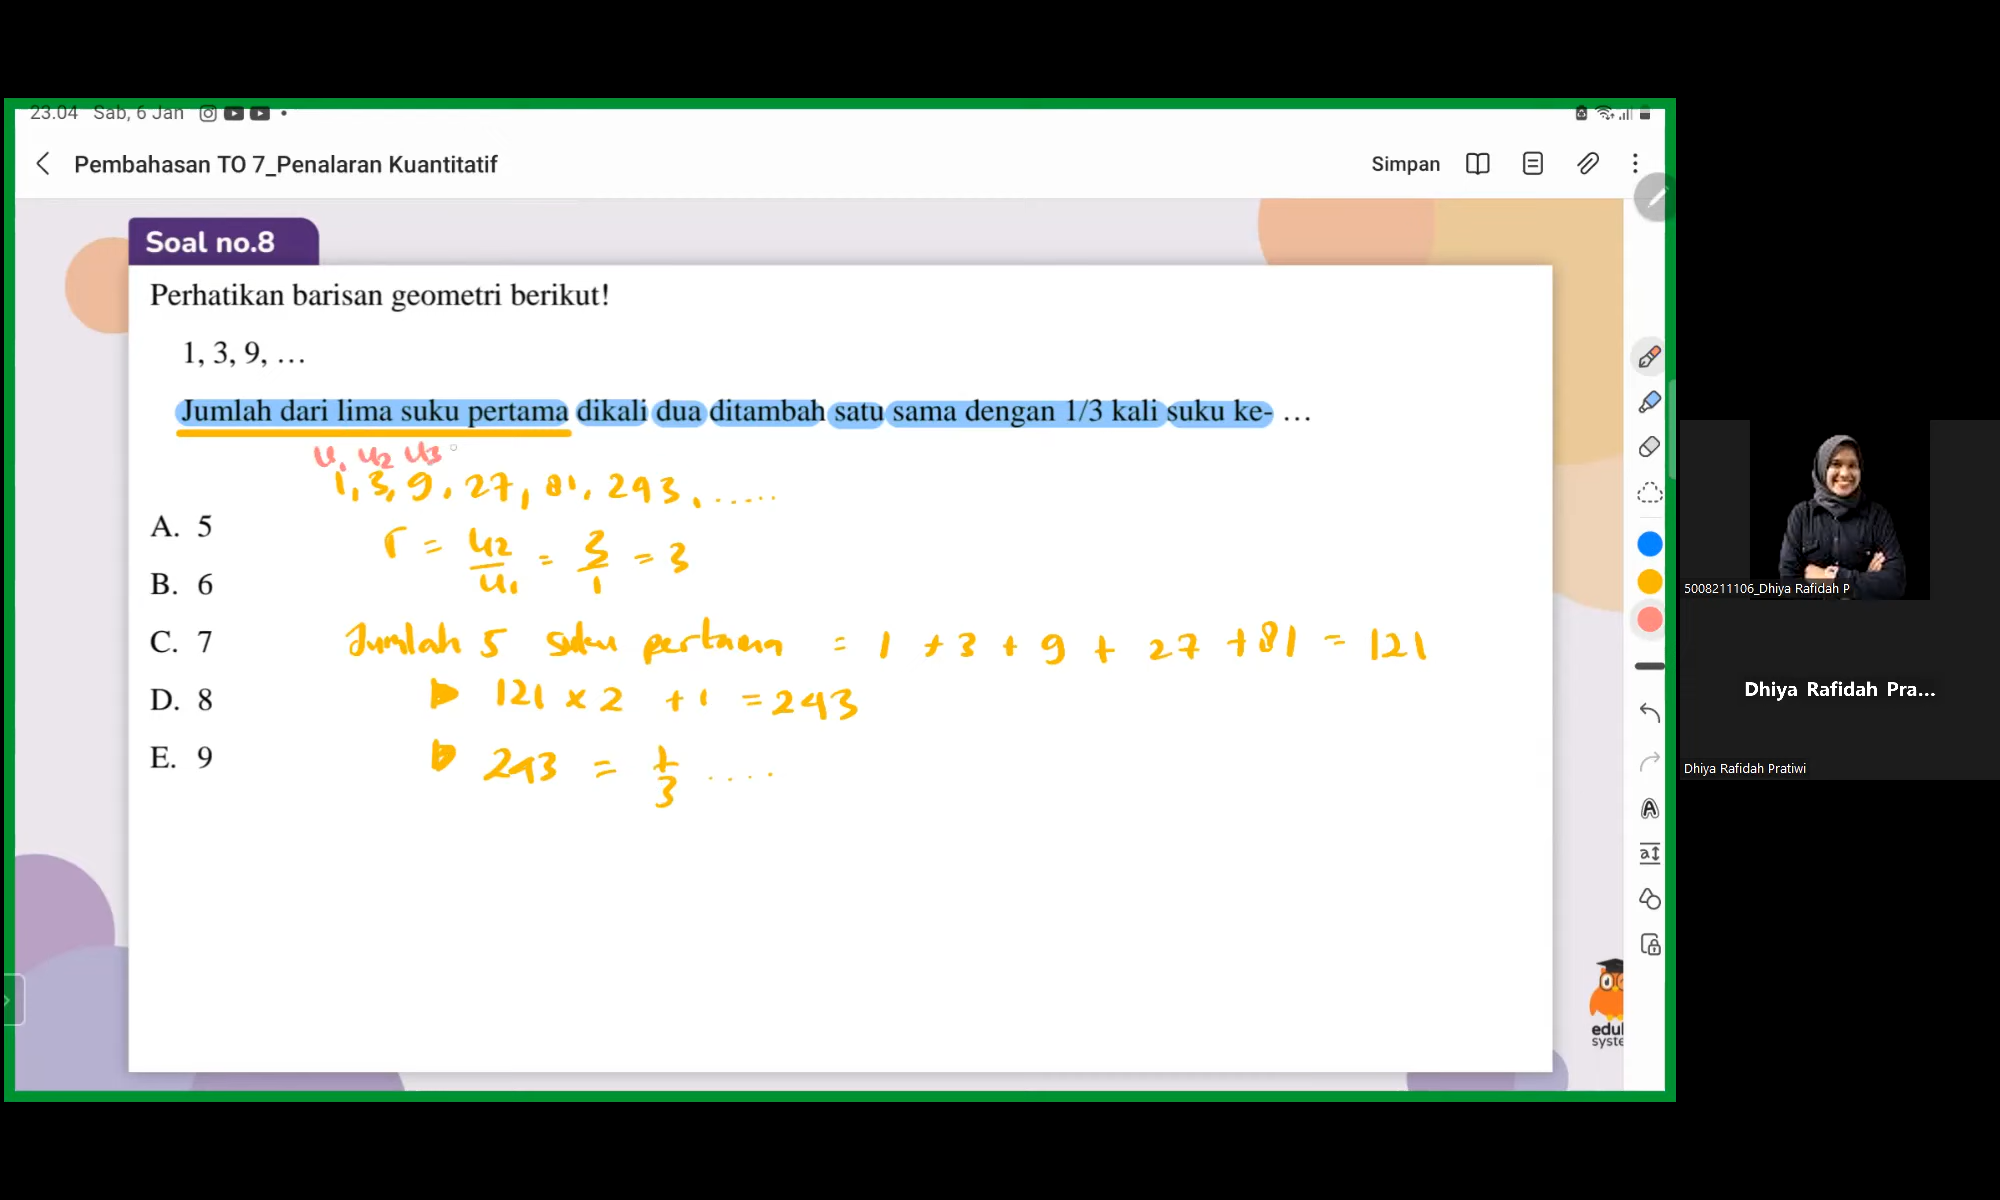 23.04 Sab, 6 Jan
Pembahasan TO 7_Penalaran Kuantitatif
Simpan
Soal no.8
Perhatikan barisan geometri berikut!
1, 3, 9, …
Jumlah dari lima suku pertama dikali dua ditambah satu sama dengan 1/3 kali suku ke- …
U1 U2 U3
1, 3, 9, 27, 81, 243, ......
A. 5
r = U2/U1 = 3/1 = 3
B. 6
C. 7
Jumlah 5 suku pertama = 1 + 3 + 9 + 27 + 81 = 121
D. 8
121 x 2 + 1 = 243
E. 9
243 = 1/3 ....
5008211106_Dhiya Rafidah P
Dhiya Rafidah Pra...
Dhiya Rafidah Pratiwi
edu
syste